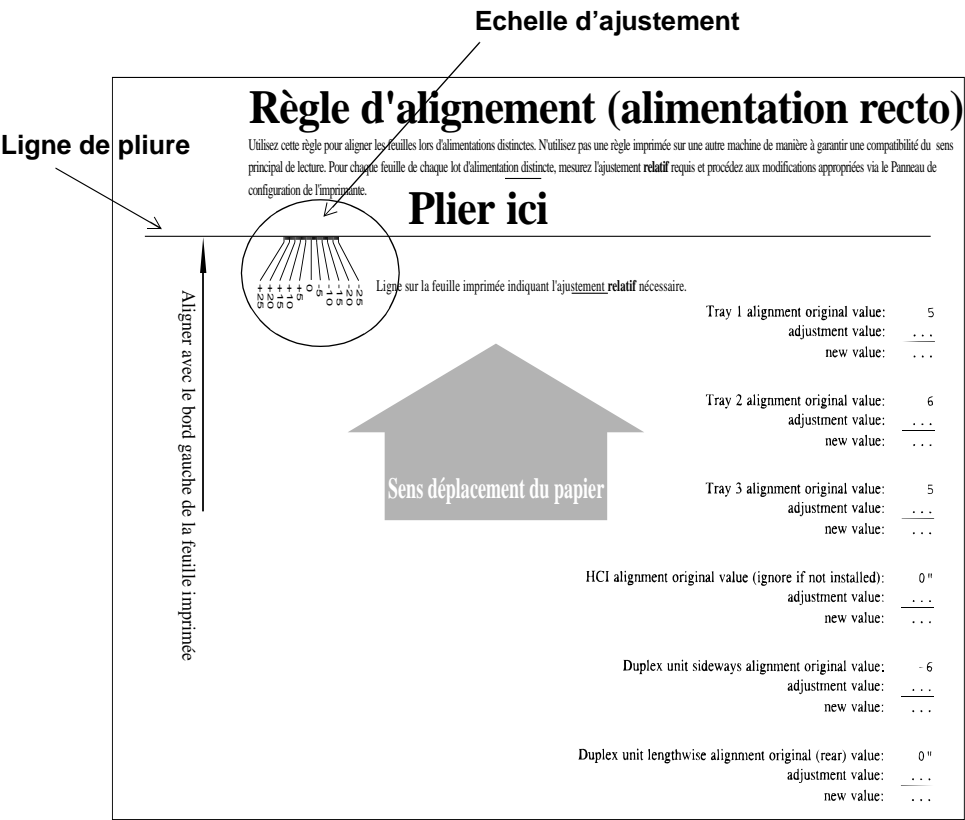 Echelle d'ajustement
Règle d'alignement (alimentation recto)
Ligne de pliure
Utilisez cette règle pour aligner les feuilles lors d'alimentations distinctes. N'utilisez pas une règle imprimée sur une autre machine de manière à garantir une compatibilité du sens
principal de lecture. Pour chaque feuille de chaque lot d'alimentation distincte, mesurez l'ajustement relatif requis et procédez aux modifications appropriées via le Panneau de
configuration de l'imprimante.
Plier ici
+25 +20 +15 +10 +5 0 -5 -10 -15 -20 -25
Ligne sur la feuille imprimée indiquant l'ajustement relatif nécessaire.
Aligner avec le bord gauche de la feuille imprimée
Sens déplacement du papier
Tray 1 alignment original value: 5
adjustment value: ...
new value: ...
Tray 2 alignment original value: 6
adjustment value: ...
new value: ...
Tray 3 alignment original value: 5
adjustment value: ...
new value: ...
HCI alignment original value (ignore if not installed): 0"
adjustment value: ...
new value: ...
Duplex unit sideways alignment original value: -6
adjustment value: ...
new value: ...
Duplex unit lengthwise alignment original (rear) value: 0"
adjustment value: ...
new value: ...